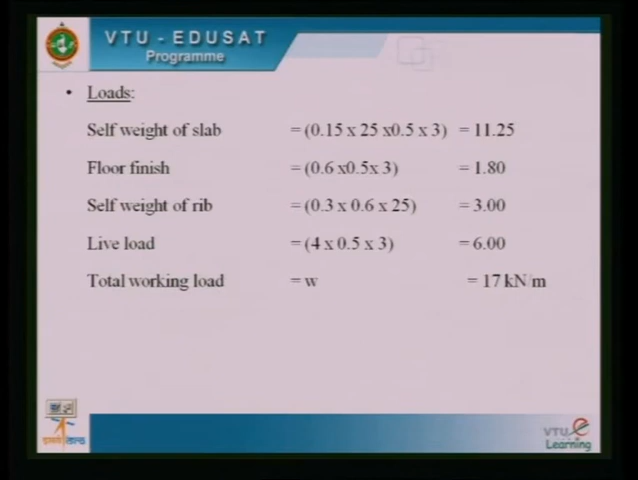 VTU - EDUSAT
Programme
• Loads:
Self weight of slab = (0.15 x 25 x0.5 x 3) = 11.25
Floor finish = (0.6 x0.5x 3) = 1.80
Self weight of rib = (0.3 x 0.6 x 25) = 3.00
Live load = (4 x 0.5 x 3) = 6.00
Total working load = w = 17 kN/m
VTU e
Learning